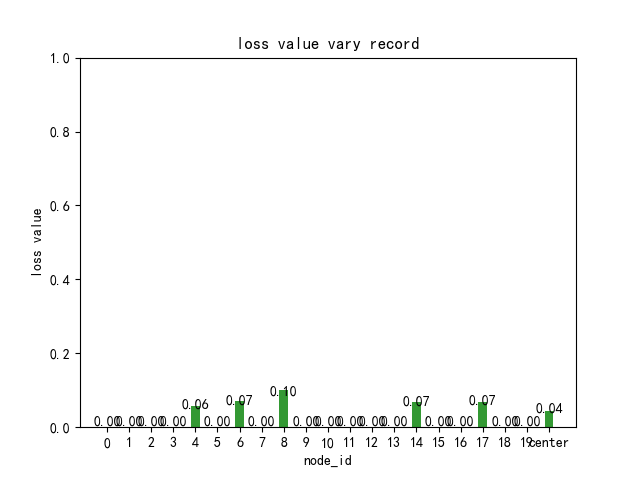 loss value vary record
1.0
0.8
0.6
0.4
0.2
0.0
loss value
0.00 0.00 0.00 0.00 0.06 0.00 0.07 0.00 0.10 0.00 0.00 0.00 0.00 0.00 0.07 0.00 0.00 0.07 0.00 0.00 0.04
0 1 2 3 4 5 6 7 8 9 10 11 12 13 14 15 16 17 18 19 center
node_id